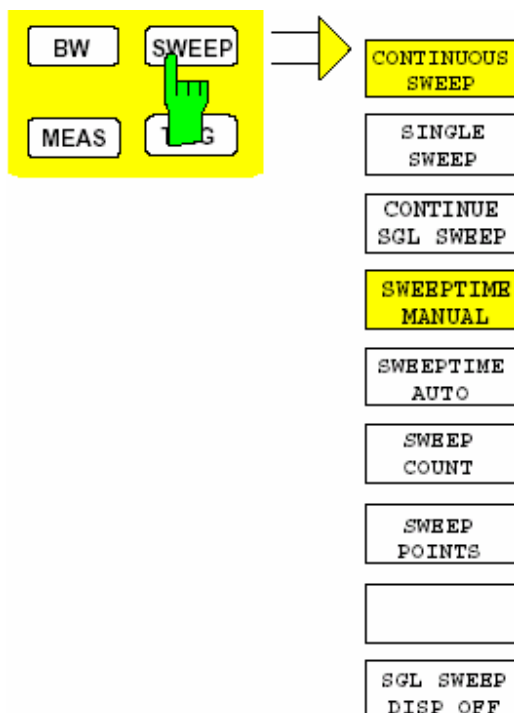 BW SWEEP
MEAS
CONTINUOUS
SWEEP
SINGLE
SWEEP
CONTINUE
SGL SWEEP
SWEEPTIME
MANUAL
SWEEPTIME
AUTO
SWEEP
COUNT
SWEEP
POINTS
SGL SWEEP
DISP OFF